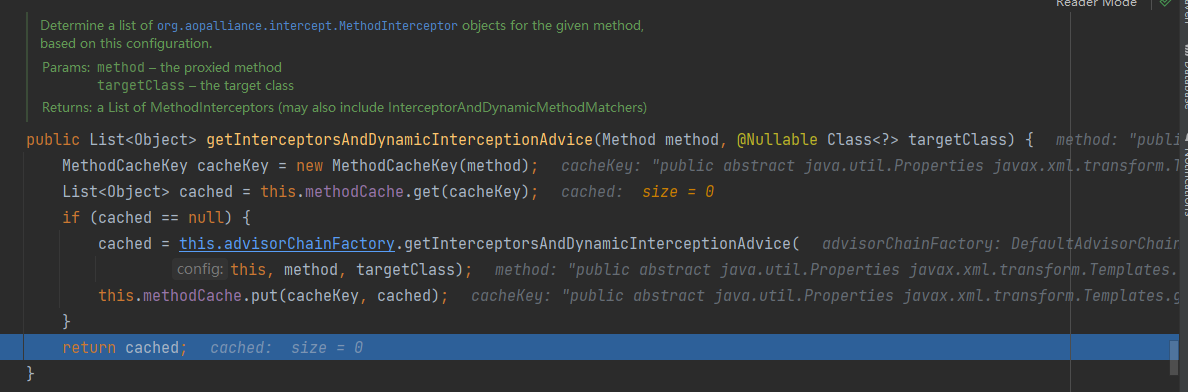 Reader Mode
Determine a list of org.aopalliance.intercept.MethodInterceptor objects for the given method,
based on this configuration.
Params: method – the proxied method
targetClass – the target class
Returns: a List of MethodInterceptors (may also include InterceptorAndDynamicMethodMatchers)
public List<Object> getInterceptorsAndDynamicInterceptionAdvice(Method method, @Nullable Class<?> targetClass) { method: "publi
MethodCacheKey cacheKey = new MethodCacheKey(method); cacheKey: "public abstract java.util.Properties javax.xml.transform.T
List<Object> cached = this.methodCache.get(cacheKey); cached: size = 0
if (cached == null) {
cached = this.advisorChainFactory.getInterceptorsAndDynamicInterceptionAdvice( advisorChainFactory: DefaultAdvisorChain
config: this, method, targetClass); method: "public abstract java.util.Properties javax.xml.transform.Templates.
this.methodCache.put(cacheKey, cached); cacheKey: "public abstract java.util.Properties javax.xml.transform.Templates.g
}
return cached; cached: size = 0
}
Database
Notifications